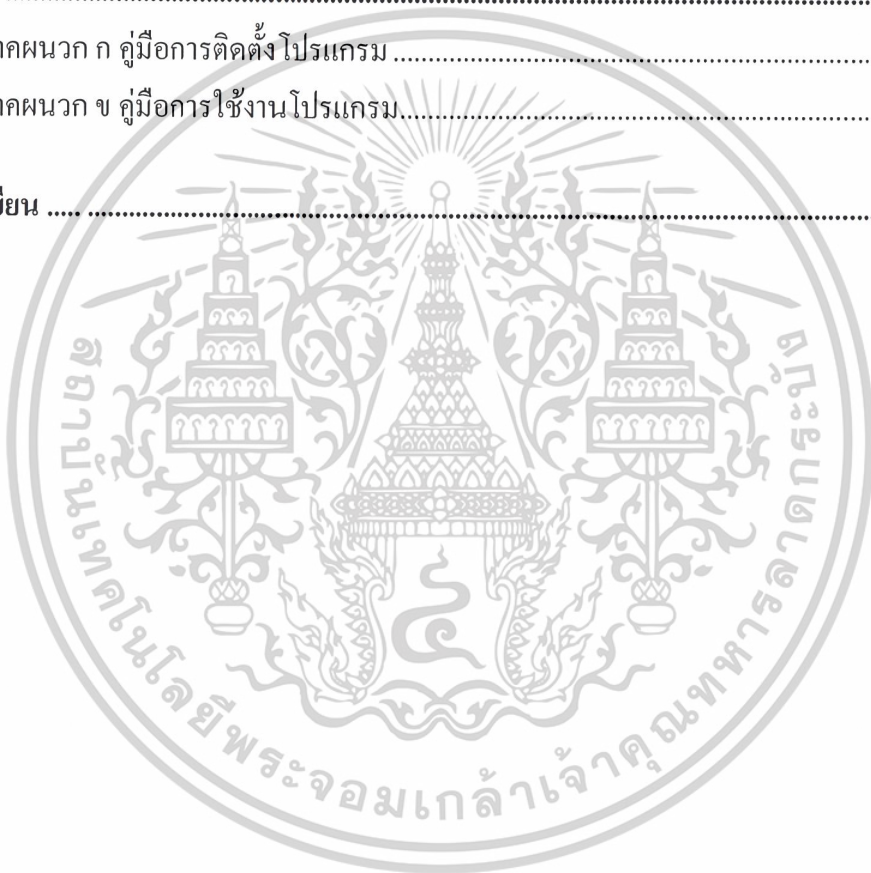 าคผนวก ก คู่มือการติดตั้งโปรแกรม ........................
าคผนวก ข คู่มือการใช้งานโปรแกรม........................
ขียน ..... ........................
สถาบันเทคโนโลยีพระจอมเกล้าเจ้าคุณทหารลาดกระบัง
๔